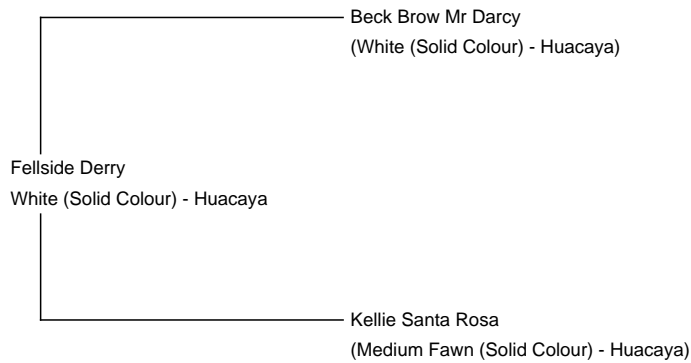 Beck Brow Mr Darcy
(White (Solid Colour) - Huacaya)
Fellside Derry
White (Solid Colour) - Huacaya
Kellie Santa Rosa
(Medium Fawn (Solid Colour) - Huacaya)